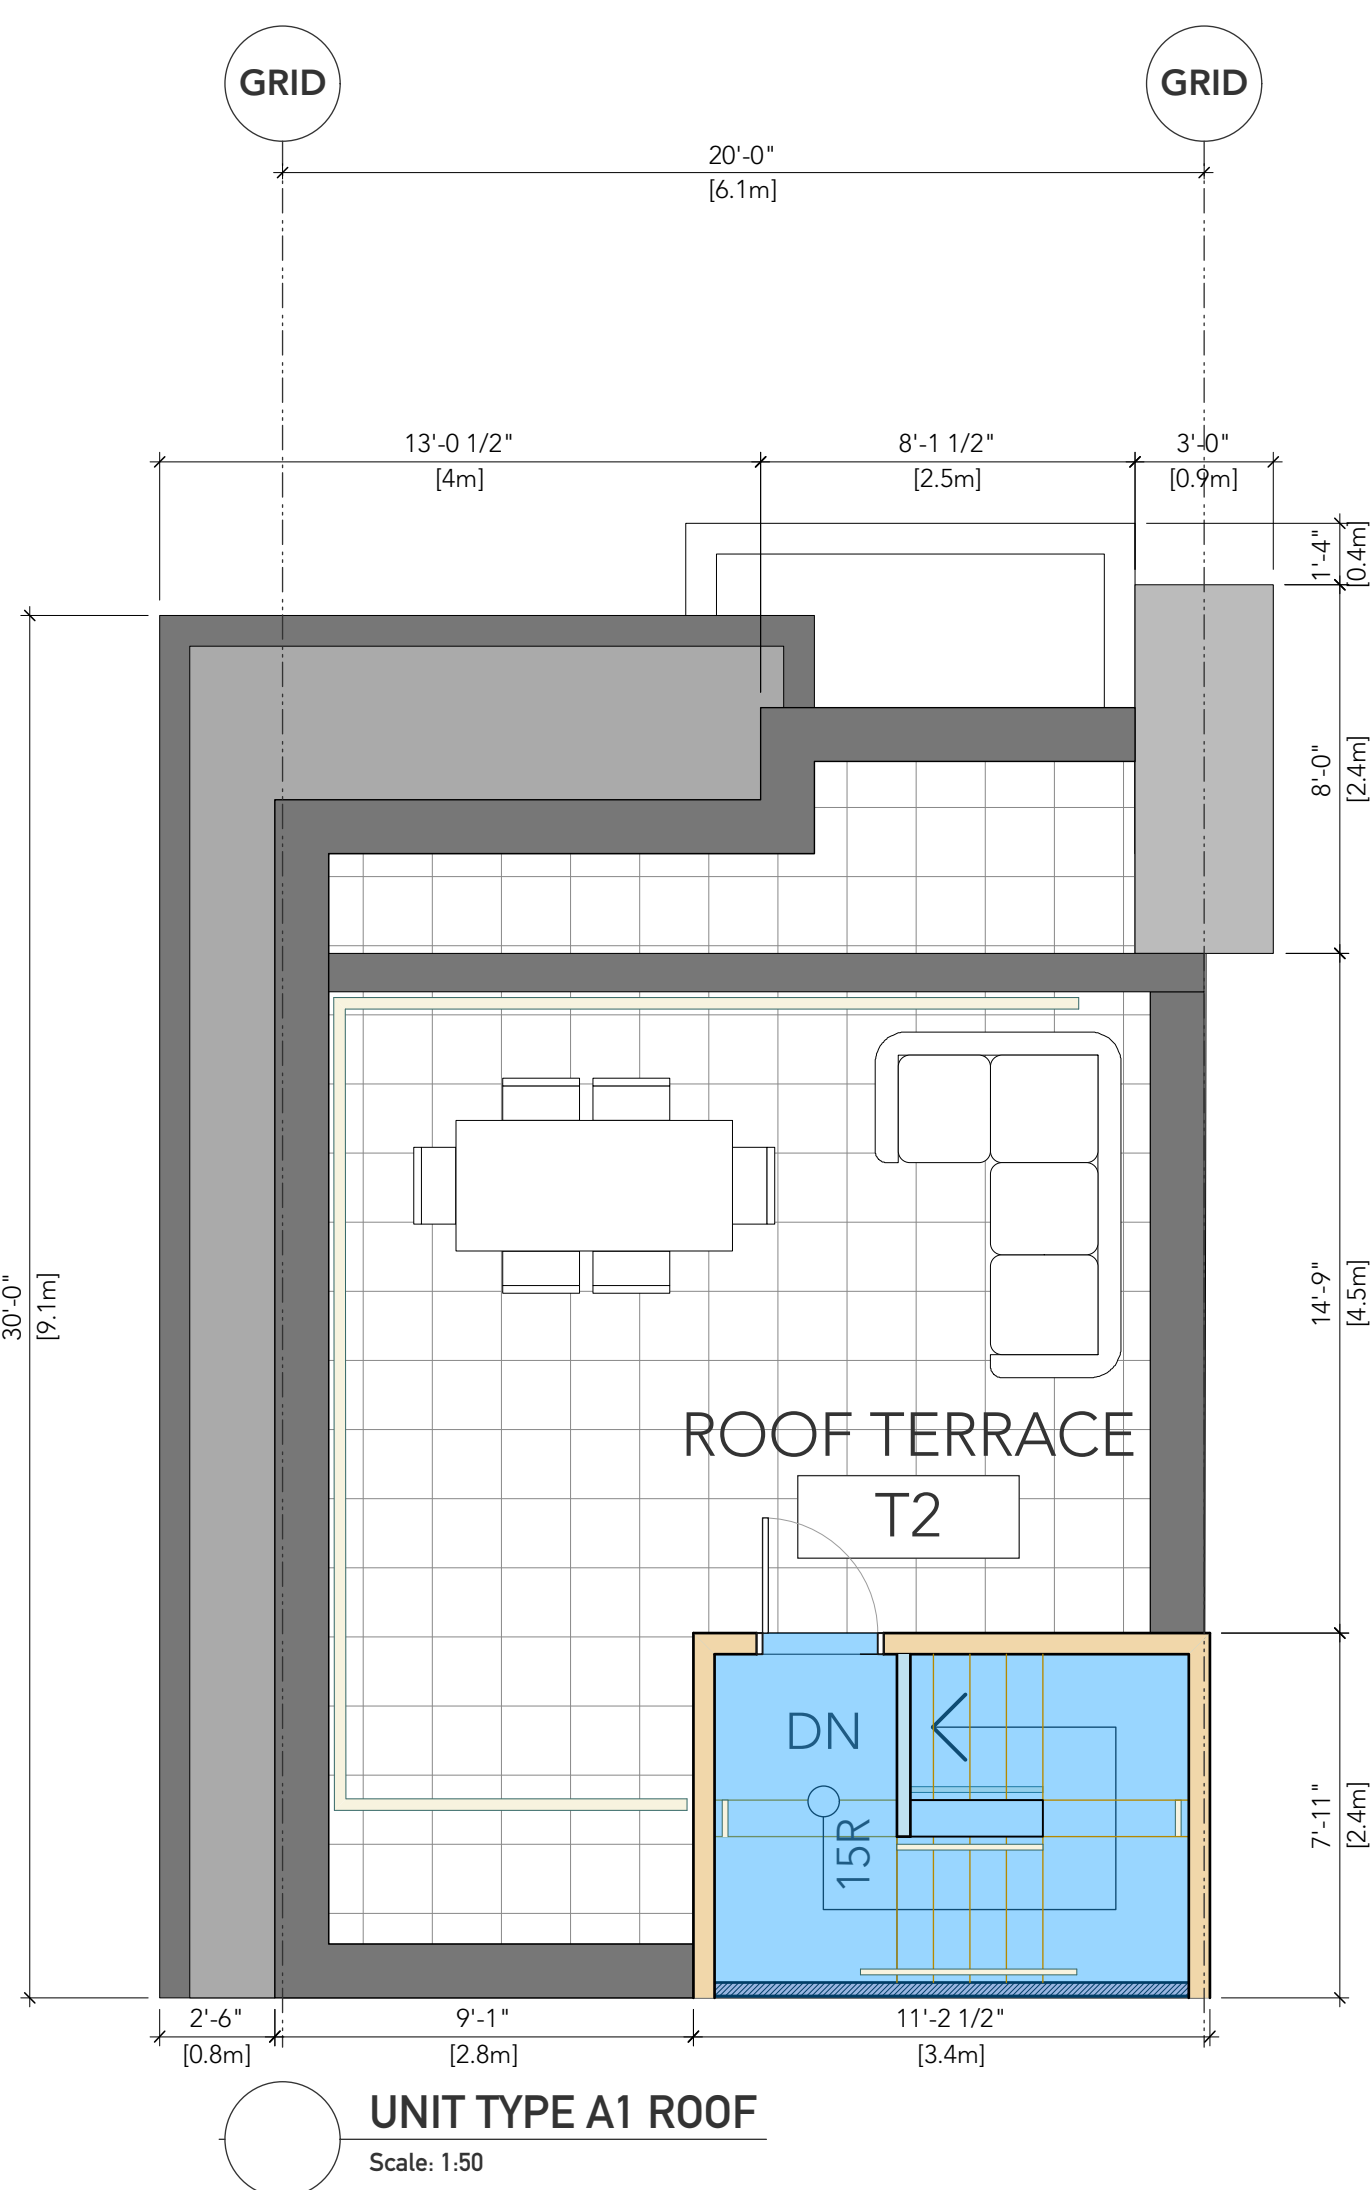 GRID GRID
20'-0"
[6.1m]
13'-0 1/2" 8'-1 1/2" 3'-0"
[4m] [2.5m] [0.9m]
1'-4"
[0.4m]
8'-0"
[2.4m]
30'-0"
[9.1m]
14'-9"
[4.5m]
ROOF TERRACE
T2
DN
15R
7'-11"
[2.4m]
2'-6" 9'-1" 11'-2 1/2"
[0.8m] [2.8m] [3.4m]
UNIT TYPE A1 ROOF
Scale: 1:50